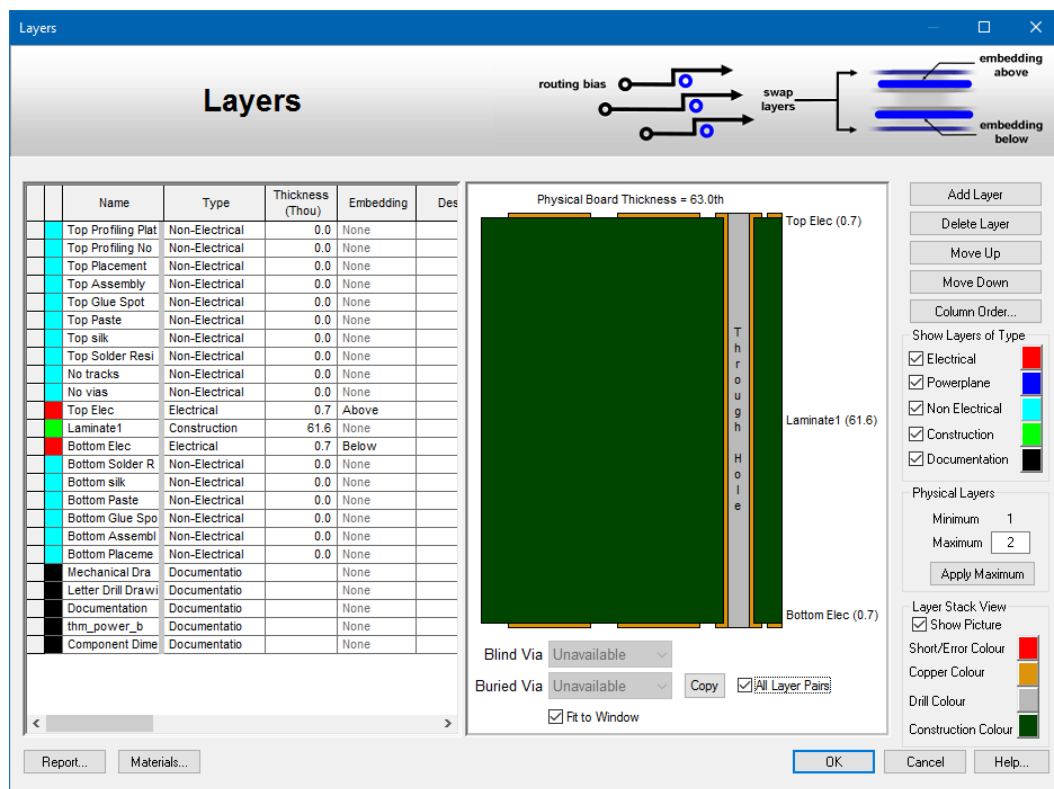 Layers
Layers
routing bias
swap
layers
embedding
above
embedding
below
Name Type Thickness (Thou) Embedding Des
Top Profiling Plat Non-Electrical 0.0 None
Top Profiling No Non-Electrical 0.0 None
Top Placement Non-Electrical 0.0 None
Top Assembly Non-Electrical 0.0 None
Top Glue Spot Non-Electrical 0.0 None
Top Paste Non-Electrical 0.0 None
Top silk Non-Electrical 0.0 None
Top Solder Resi Non-Electrical 0.0 None
No tracks Non-Electrical 0.0 None
No vias Non-Electrical 0.0 None
Top Elec Electrical 0.7 Above
Laminate1 Construction 61.6 None
Bottom Elec Electrical 0.7 Below
Bottom Solder R Non-Electrical 0.0 None
Bottom silk Non-Electrical 0.0 None
Bottom Paste Non-Electrical 0.0 None
Bottom Glue Spo Non-Electrical 0.0 None
Bottom Assembl Non-Electrical 0.0 None
Bottom Placeme Non-Electrical 0.0 None
Mechanical Dra Documentatio None
Letter Drill Drawi Documentatio None
Documentation Documentatio None
thm_power_b Documentatio None
Component Dime Documentatio None
Physical Board Thickness = 63.0th
Top Elec (0.7)
Through Hole
Laminate1 (61.6)
Bottom Elec (0.7)
Blind Via Unavailable
Buried Via Unavailable Copy All Layer Pairs
Fit to Window
Add Layer
Delete Layer
Move Up
Move Down
Column Order...
Show Layers of Type
Electrical
Powerplane
Non Electrical
Construction
Documentation
Physical Layers
Minimum 1
Maximum 2
Apply Maximum
Layer Stack View
Show Picture
Short/Error Colour
Copper Colour
Drill Colour
Construction Colour
Report... Materials... OK Cancel Help...